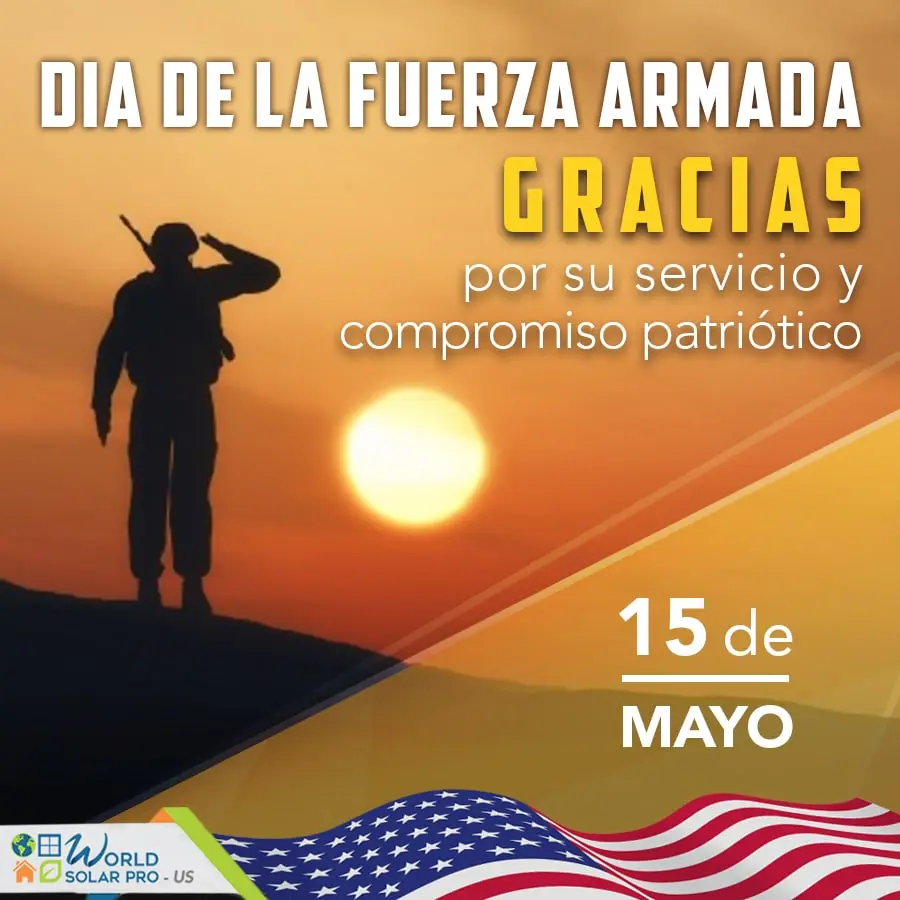 DIA DE LA FUERZA ARMADA
GRACIAS
por su servicio y
compromiso patriótico
15 de
MAYO
WORLD
SOLAR PRO - US